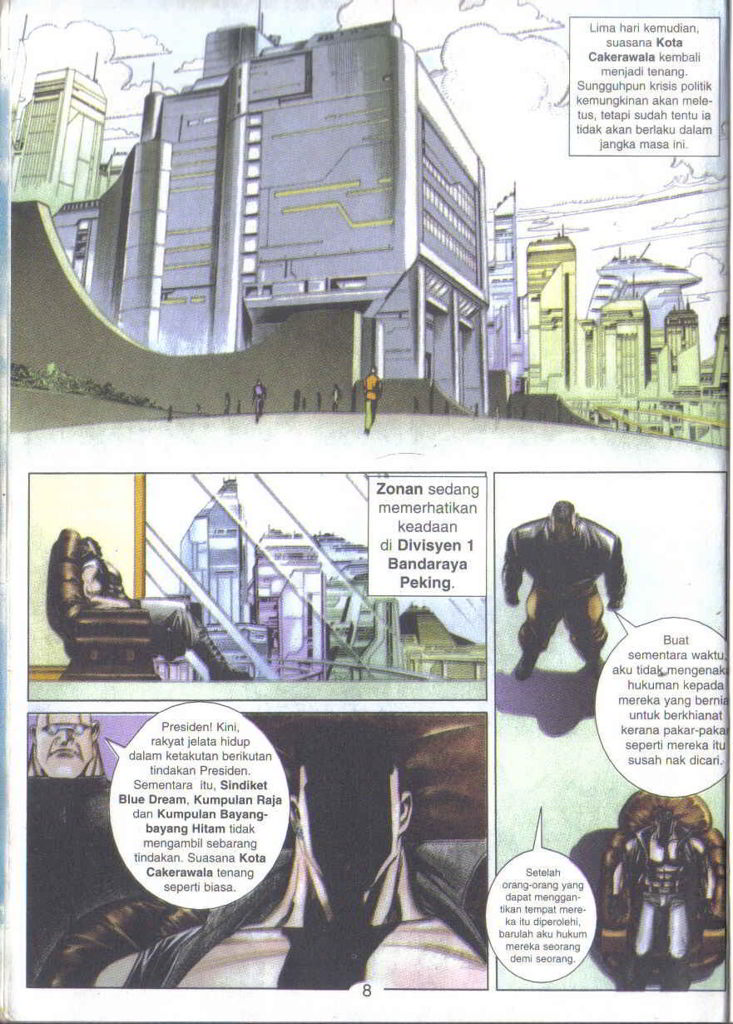 Lima hari kemudian,
suasana Kota
Cakerawala kembali
menjadi tenang.
Sungguhpun krisis politik
kemungkinan akan mele-
tus, tetapi sudah tentu ia
tidak akan berlaku dalam
jangka masa ini.
Zonan sedang
memerhatikan
keadaan
di Divisyen 1
Bandaraya
Peking.
Presiden! Kini,
rakyat jelata hidup
dalam ketakutan berikutan
tindakan Presiden.
Sementara itu, Sindiket
Blue Dream, Kumpulan Raja
dan Kumpulan Bayang-
bayang Hitam tidak
mengambil sebarang
tindakan. Suasana Kota
Cakerawala tenang
seperti biasa.
Buat
sementara waktu,
aku tidak mengenak
hukuman kepada
mereka yang bernia
untuk berkhianat
kerana pakar-paka
seperti mereka itu
susah nak dicari.
Setelah
orang-orang yang
dapat menggan-
tikan tempat mere-
ka itu diperolehi,
barulah aku hukum
mereka seorang
demi seorang.
8